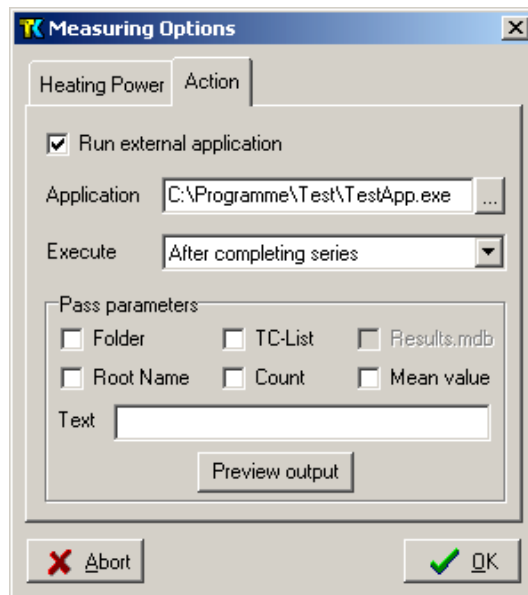 TK Measuring Options
Heating Power Action
Run external application
Application C:\Programme\Test\TestApp.exe ...
Execute After completing series
Pass parameters
Folder TC-List Results.mdb
Root Name Count Mean value
Text
Preview output
Abort OK